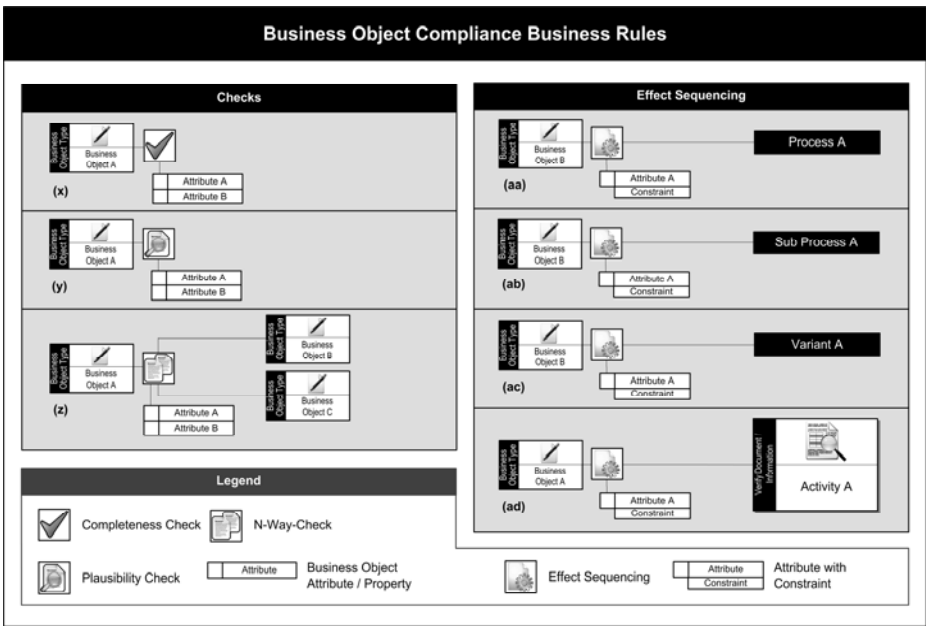 Business Object Compliance Business Rules
Checks
Business
Object Type
Business
Object A
(x)
Attribute A
Attribute B
Business
Object Type
Business
Object A
(y)
Attribute A
Attribute B
Business
Object Type
Business
Object A
(z)
Attribute A
Attribute B
Business
Object Type
Business
Object B
Business
Object Type
Business
Object C
Effect Sequencing
Business
Object Type
Business
Object B
(aa)
Attribute A
Constraint
Process A
Business
Object Type
Business
Object B
(ab)
Attribute A
Constraint
Sub Process A
Business
Object Type
Business
Object B
(ac)
Attribute A
Constraint
Variant A
Business
Object Type
Business
Object A
(ad)
Attribute A
Constraint
Verify Document
Information
Activity A
Legend
Completeness Check
N-Way-Check
Plausibility Check
Attribute
Business Object
Attribute / Property
Effect Sequencing
Attribute
Constraint
Attribute with
Constraint